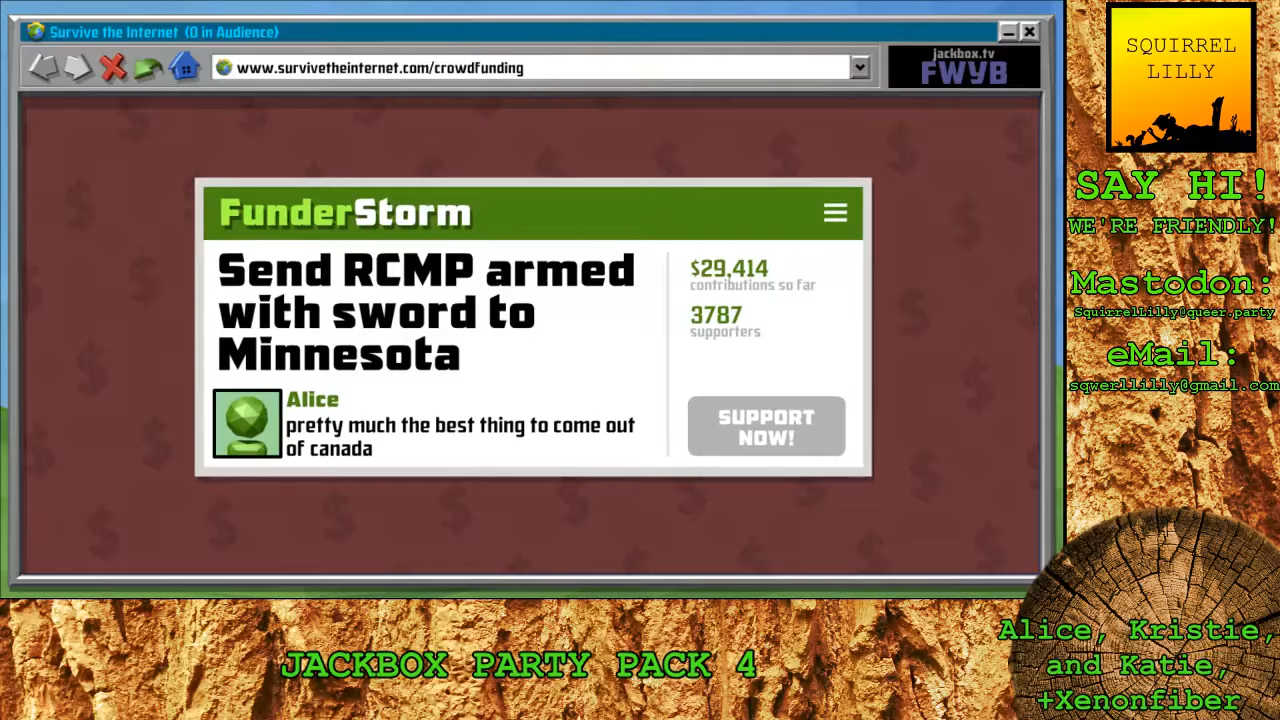 Survive the Internet (0 in Audience)
www.survivetheinternet.com/crowdfunding
jackbox.tv
FWYB
FunderStorm
Send RCMP armed
with sword to
Minnesota
Alice
pretty much the best thing to come out
of canada
$29,414
contributions so far
3787
supporters
SUPPORT
NOW!
SQUIRREL
LILLY
SAY HI!
WE'RE FRIENDLY!
Mastodon:
SquirrelLilly@queer.party
eMail:
sqwerllilly@gmail.com
JACKBOX PARTY PACK 4
Alice, Kristie,
and Katie,
+Xenonfiber